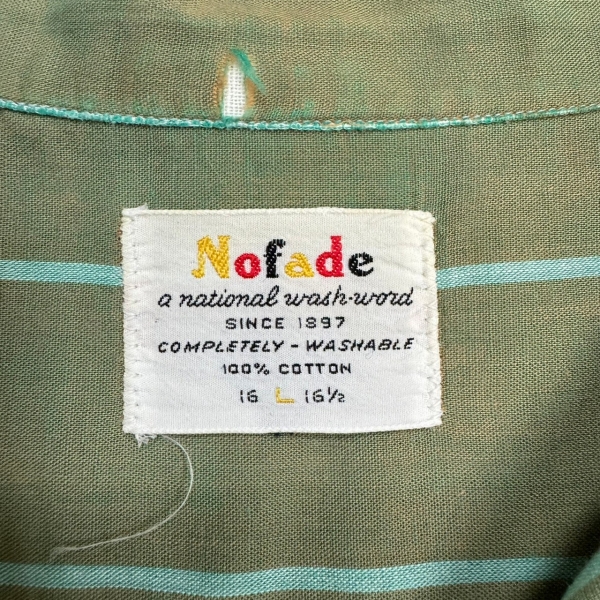 Nofade
a national wash-word
SINCE 1897
COMPLETELY - WASHABLE
100% COTTON
16 L 16½